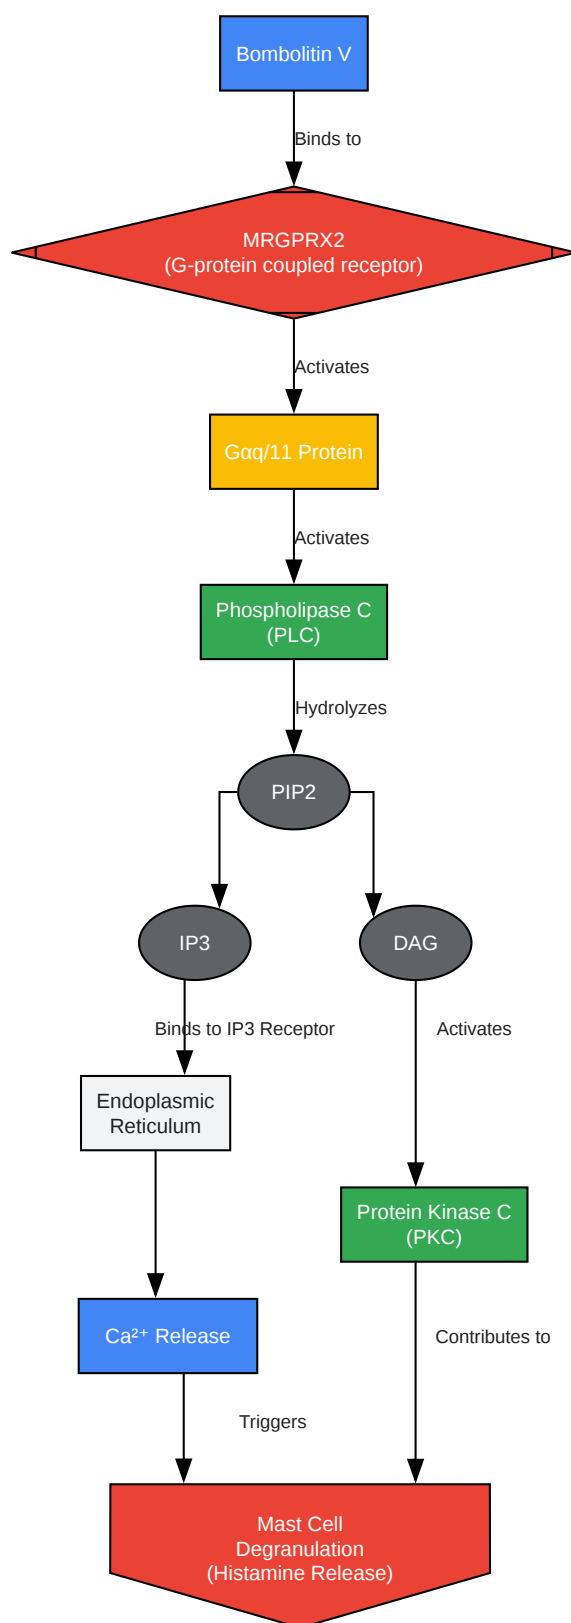 Bombolitin V
Binds to
MRGPRX2
(G-protein coupled receptor)
Activates
Gαq/11 Protein
Activates
Phospholipase C
(PLC)
Hydrolyzes
PIP2
IP3
DAG
Binds to IP3 Receptor
Activates
Endoplasmic
Reticulum
Protein Kinase C
(PKC)
Ca²⁺ Release
Contributes to
Triggers
Mast Cell
Degranulation
(Histamine Release)